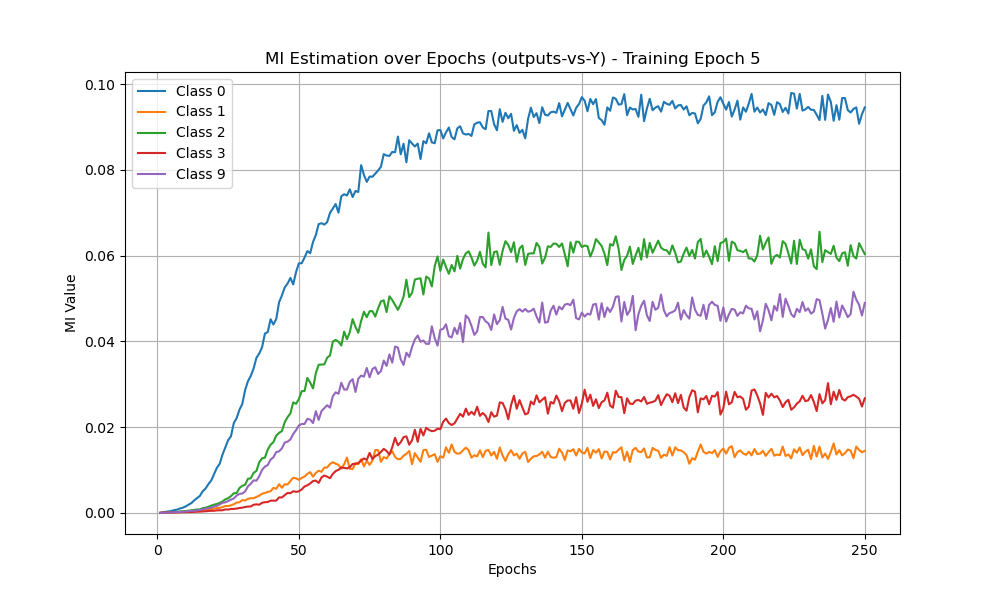 MI Estimation over Epochs (outputs-vs-Y) - Training Epoch 5
Class 0
Class 1
Class 2
Class 3
Class 9
0.10
0.08
0.06
0.04
0.02
0.00
MI Value
0
50
100
150
200
250
Epochs